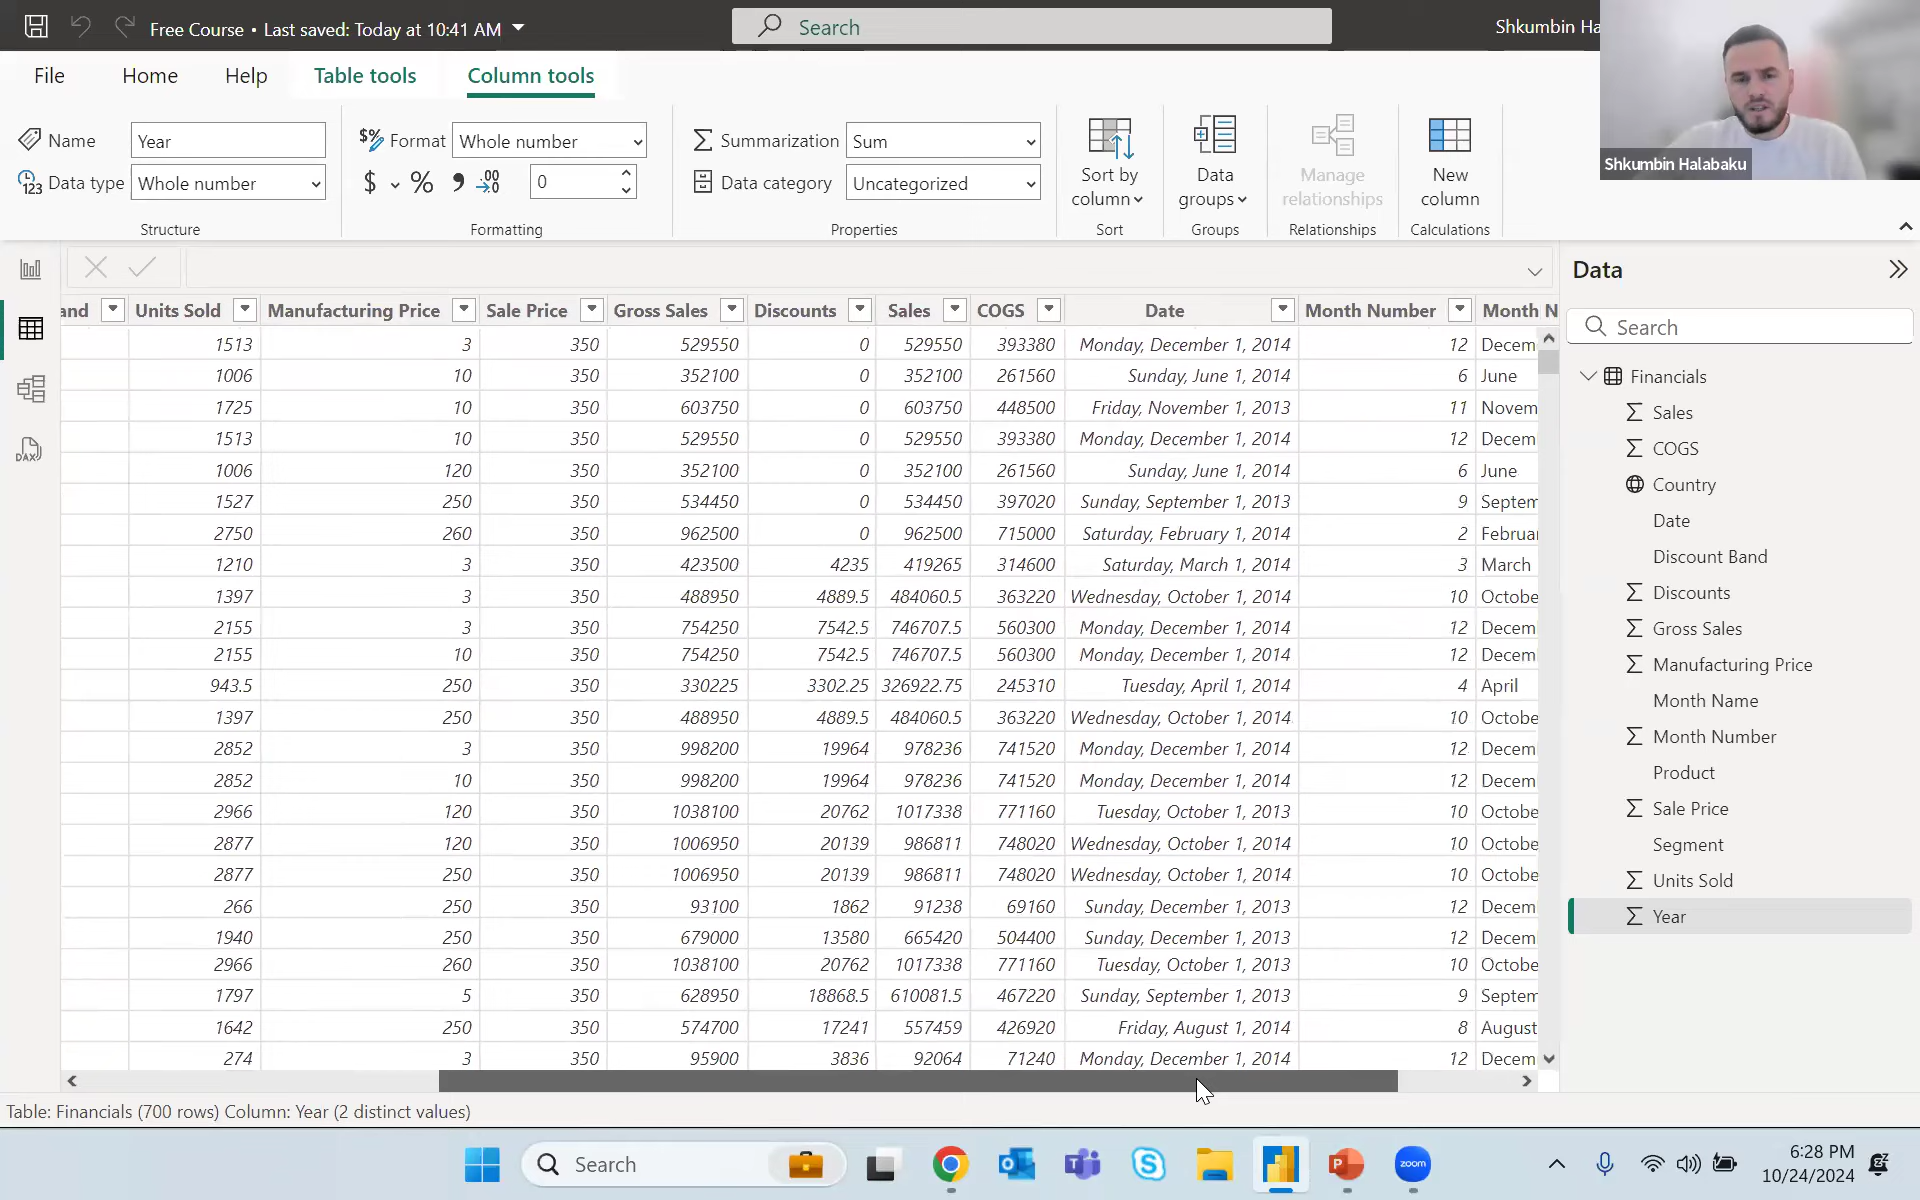 Free Course • Last saved: Today at 10:41 AM
Search
Shkumbin Ha
Shkumbin Halabaku
File Home Help Table tools Column tools
Name Year
Data type Whole number
Structure
Format Whole number
$ % 0
Formatting
Summarization Sum
Data category Uncategorized
Properties
Sort by column
Sort
Data groups
Groups
Manage relationships
Relationships
New column
Calculations
and Units Sold Manufacturing Price Sale Price Gross Sales Discounts Sales COGS Date Month Number Month N
1513 3 350 529550 0 529550 393380 Monday, December 1, 2014 12 Decem
1006 10 350 352100 0 352100 261560 Sunday, June 1, 2014 6 June
1725 10 350 603750 0 603750 448500 Friday, November 1, 2013 11 Novem
1513 10 350 529550 0 529550 393380 Monday, December 1, 2014 12 Decem
1006 120 350 352100 0 352100 261560 Sunday, June 1, 2014 6 June
1527 250 350 534450 0 534450 397020 Sunday, September 1, 2013 9 Septem
2750 260 350 962500 0 962500 715000 Saturday, February 1, 2014 2 Februar
1210 3 350 423500 4235 419265 314600 Saturday, March 1, 2014 3 March
1397 3 350 488950 4889.5 484060.5 363220 Wednesday, October 1, 2014 10 Octobe
2155 3 350 754250 7542.5 746707.5 560300 Monday, December 1, 2014 12 Decem
2155 10 350 754250 7542.5 746707.5 560300 Monday, December 1, 2014 12 Decem
943.5 250 350 330225 3302.25 326922.75 245310 Tuesday, April 1, 2014 4 April
1397 250 350 488950 4889.5 484060.5 363220 Wednesday, October 1, 2014 10 Octobe
2852 3 350 998200 19964 978236 741520 Monday, December 1, 2014 12 Decem
2852 10 350 998200 19964 978236 741520 Monday, December 1, 2014 12 Decem
2966 120 350 1038100 20762 1017338 771160 Tuesday, October 1, 2013 10 Octobe
2877 120 350 1006950 20139 986811 748020 Wednesday, October 1, 2014 10 Octobe
2877 250 350 1006950 20139 986811 748020 Wednesday, October 1, 2014 10 Octobe
266 250 350 93100 1862 91238 69160 Sunday, December 1, 2013 12 Decem
1940 250 350 679000 13580 665420 504400 Sunday, December 1, 2013 12 Decem
2966 260 350 1038100 20762 1017338 771160 Tuesday, October 1, 2013 10 Octobe
1797 5 350 628950 18868.5 610081.5 467220 Sunday, September 1, 2013 9 Septem
1642 250 350 574700 17241 557459 426920 Friday, August 1, 2014 8 August
274 3 350 95900 3836 92064 71240 Monday, December 1, 2014 12 Decem
Data
Search
Financials
Sales
COGS
Country
Date
Discount Band
Discounts
Gross Sales
Manufacturing Price
Month Name
Month Number
Product
Sale Price
Segment
Units Sold
Year
Table: Financials (700 rows) Column: Year (2 distinct values)
Search
zoom
6:28 PM
10/24/2024